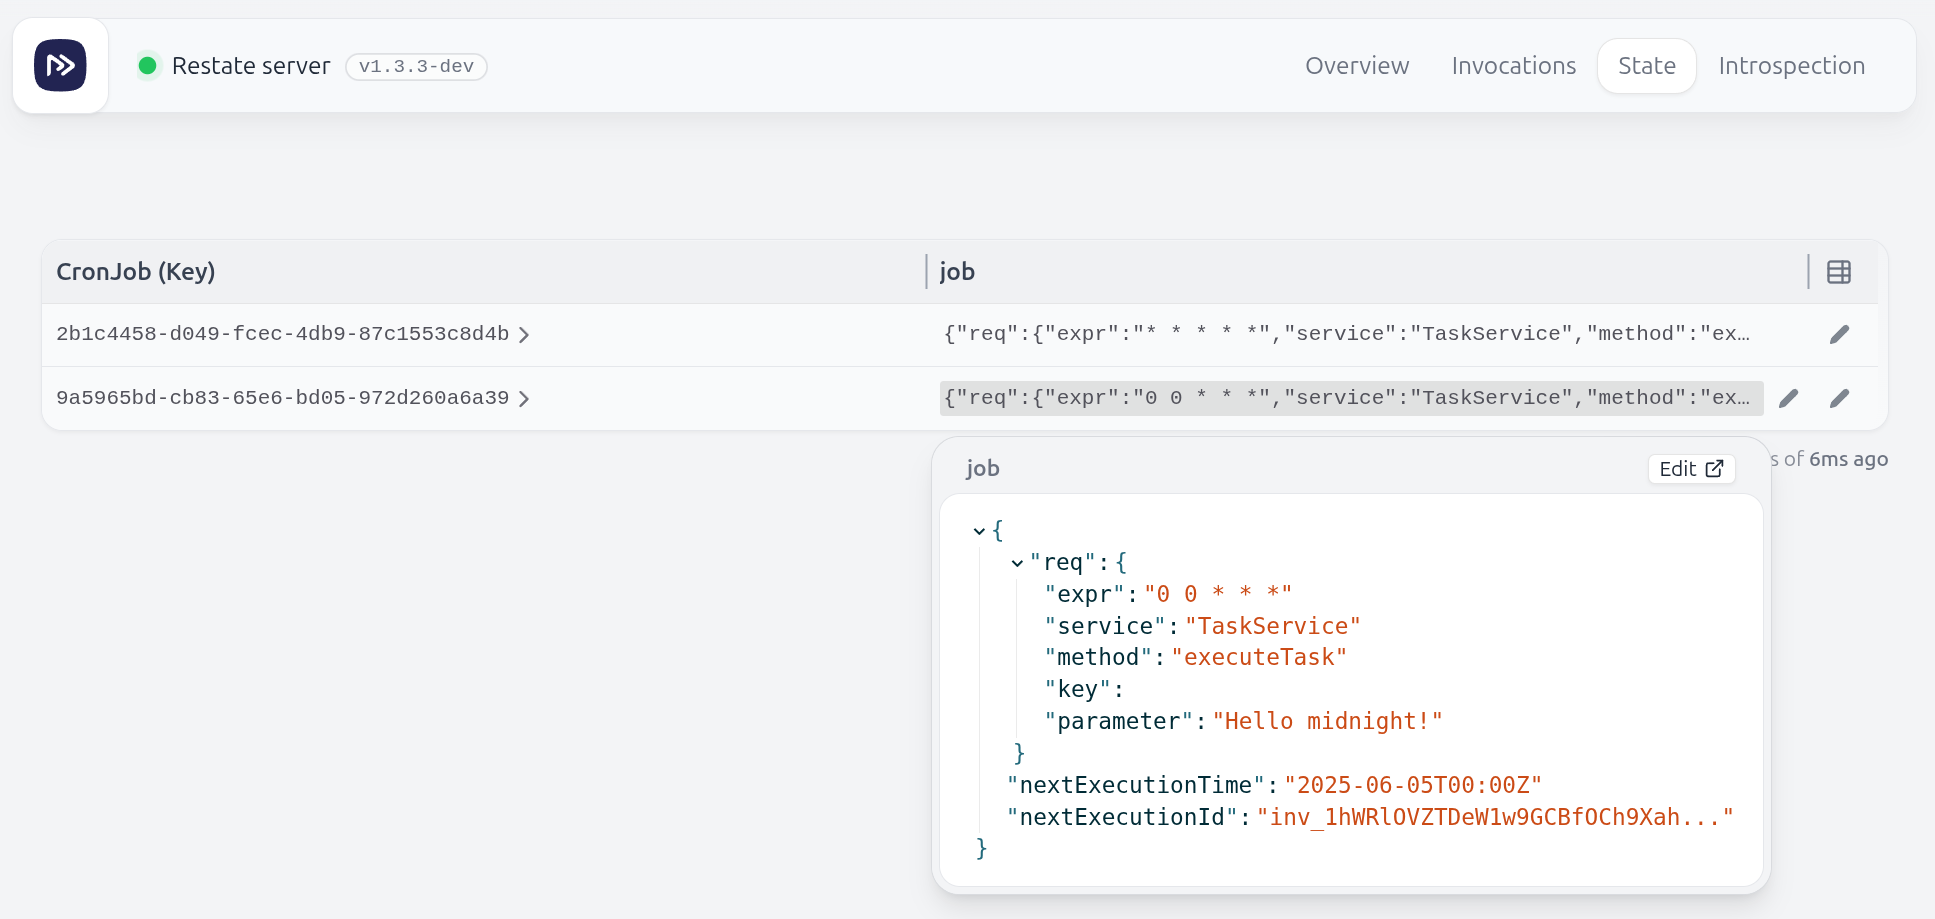 Restate server v1.3.3-dev Overview Invocations State Introspection
CronJob (Key) job
2b1c4458-d049-fcec-4db9-87c1553c8d4b {"req":{"expr":"* * * * *","service":"TaskService","method":"ex…
9a5965bd-cb83-65e6-bd05-972d260a6a39 {"req":{"expr":"0 0 * * *","service":"TaskService","method":"ex…
s of 6ms ago
job Edit
{
"req":{
"expr":"0 0 * * *"
"service":"TaskService"
"method":"executeTask"
"key":
"parameter":"Hello midnight!"
}
"nextExecutionTime":"2025-06-05T00:00Z"
"nextExecutionId":"inv_1hWRlOVZTDeW1w9GCBfOCh9Xah..."
}